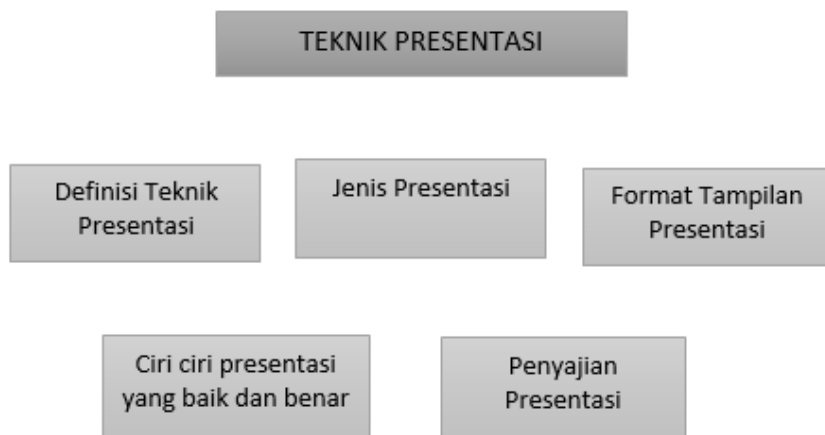 TEKNIK PRESENTASI
Definisi Teknik
Presentasi
Jenis Presentasi
Format Tampilan
Presentasi
Ciri ciri presentasi
yang baik dan benar
Penyajian
Presentasi